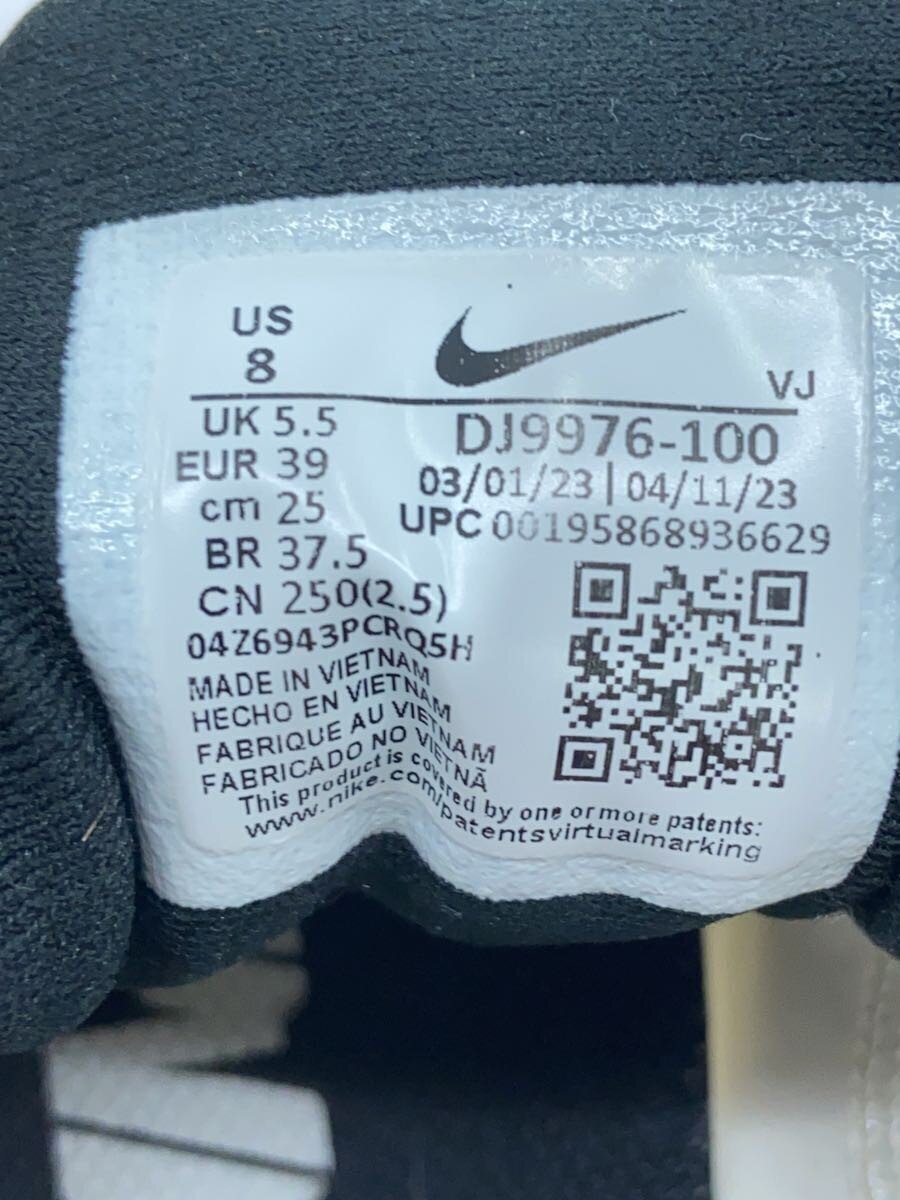 US
8
VJ
UK 5.5
EUR 39
cm 25
BR 37.5
CN 250(2.5)
DJ9976-100
03/01/23 | 04/11/23
UPC 00195868936629
04Z6943PCRQ5H
MADE IN VIETNAM
HECHO EN VIETNAM
FABRIQUE AU VIETNAM
FABRICADO NO VIETNÃ
This product is covered by one or more patents:
www.nike.com/patentsvirtualmarking